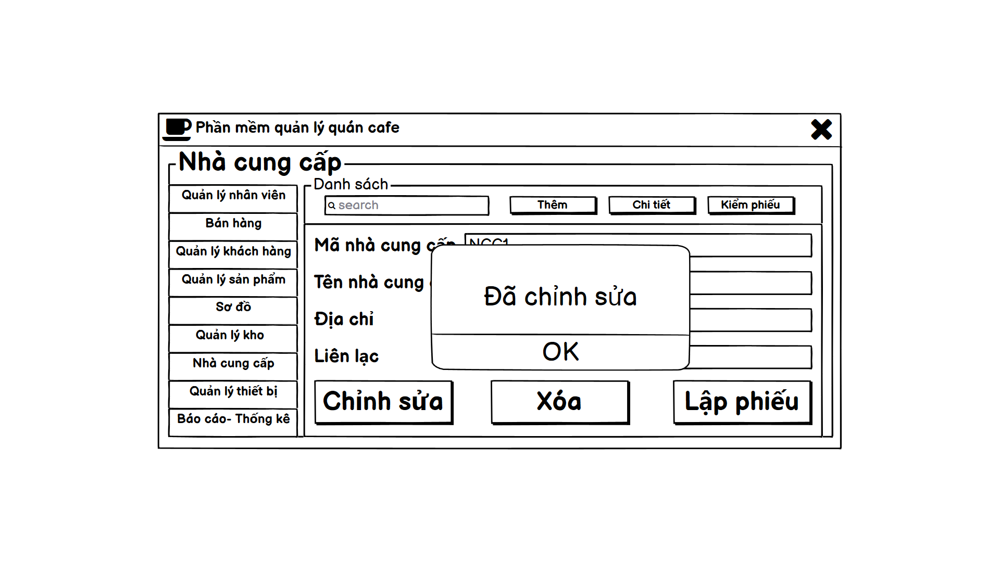 Phần mềm quản lý quán cafe
Nhà cung cấp
Quản lý nhân viên
Bán hàng
Quản lý khách hàng
Quản lý sản phẩm
Sơ đồ
Quản lý kho
Nhà cung cấp
Quản lý thiết bị
Báo cáo- Thống kê
Danh sách
search
Thêm
Chi tiết
Kiểm phiếu
Mã nhà cung cấp
NCC1
Tên nhà cung
Địa chỉ
Liên lạc
Đã chỉnh sửa
OK
Chỉnh sửa
Xóa
Lập phiếu